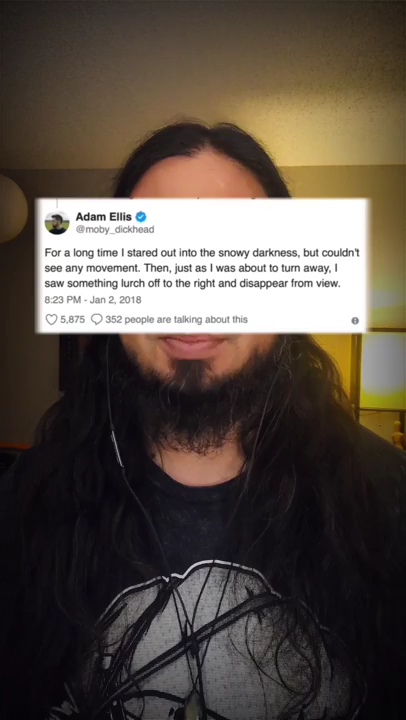 Adam Ellis
@moby_dickhead
For a long time I stared out into the snowy darkness, but couldn't
see any movement. Then, just as I was about to turn away, I
saw something lurch off to the right and disappear from view.
8:23 PM - Jan 2, 2018
5,875 352 people are talking about this